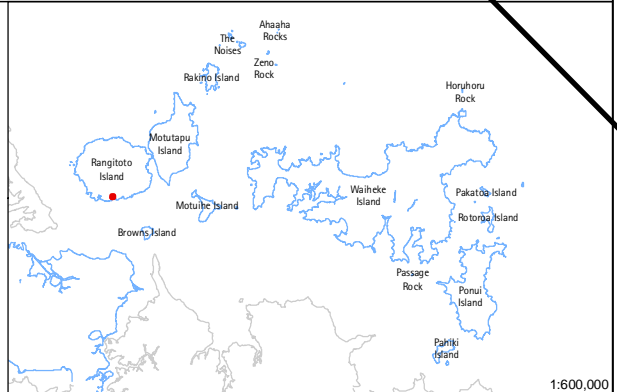 Ahaaha
Rocks
The
Noises
Zeno
Rock
Rakino Island
Horuhoru
Rock
Motutapu
Island
Rangitoto
Island
Waiheke
Island
Pakatoa Island
Motuihe Island
Rotoroa Island
Browns Island
Passage
Rock
Ponui
Island
Pahiki
Island
1:600,000